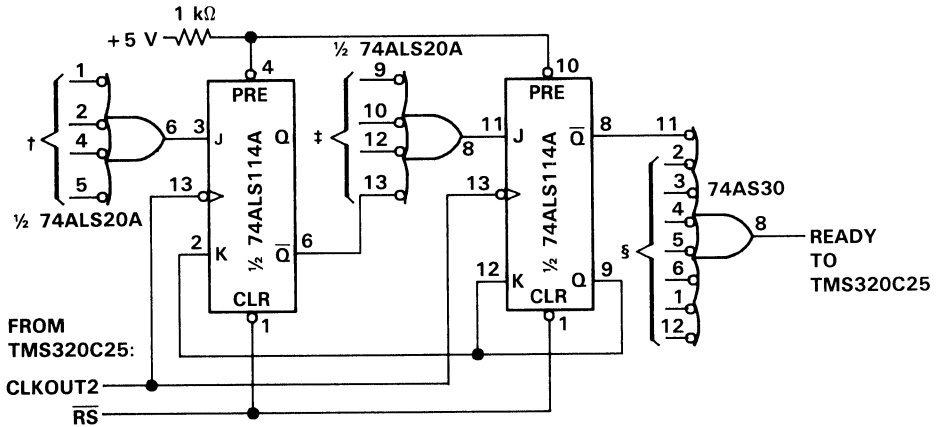 1 kΩ
+5 V
½ 74ALS20A
4
10
1
2
4
5
†
6
3
13
2
½ 74ALS20A
PRE
J
Q
K
Q̅
CLR
½ 74ALS114A
6
1
9
10
12
13
‡
8
11
13
12
PRE
J
Q̅
K
Q
CLR
½ 74ALS114A
8
9
1
11
2
3
4
5
6
1
12
§
74AS30
8
READY
TO
TMS320C25
FROM
TMS320C25:
CLKOUT2
R̅S̅